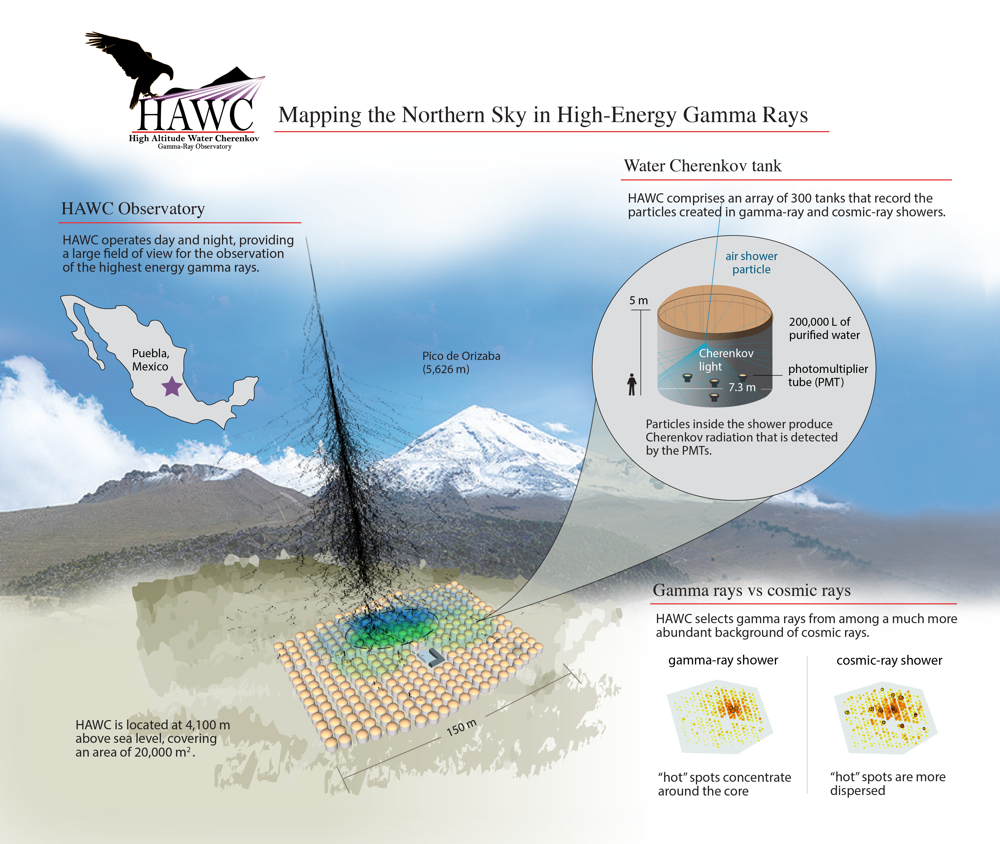 HAWC
High Altitude Water Cherenkov
Gamma-Ray Observatory
Mapping the Northern Sky in High-Energy Gamma Rays
HAWC Observatory
HAWC operates day and night, providing
a large field of view for the observation
of the highest energy gamma rays.
Puebla,
Mexico
Pico de Orizaba
(5,626 m)
Water Cherenkov tank
HAWC comprises an array of 300 tanks that record the
particles created in gamma-ray and cosmic-ray showers.
air shower
particle
5 m
200,000 L of
purified water
Cherenkov
light
photomultiplier
tube (PMT)
7.3 m
Particles inside the shower produce
Cherenkov radiation that is detected
by the PMTs.
HAWC is located at 4,100 m
above sea level, covering
an area of 20,000 m².
150 m
Gamma rays vs cosmic rays
HAWC selects gamma rays from among a much more
abundant background of cosmic rays.
gamma-ray shower
“hot” spots concentrate
around the core
cosmic-ray shower
“hot” spots are more
dispersed